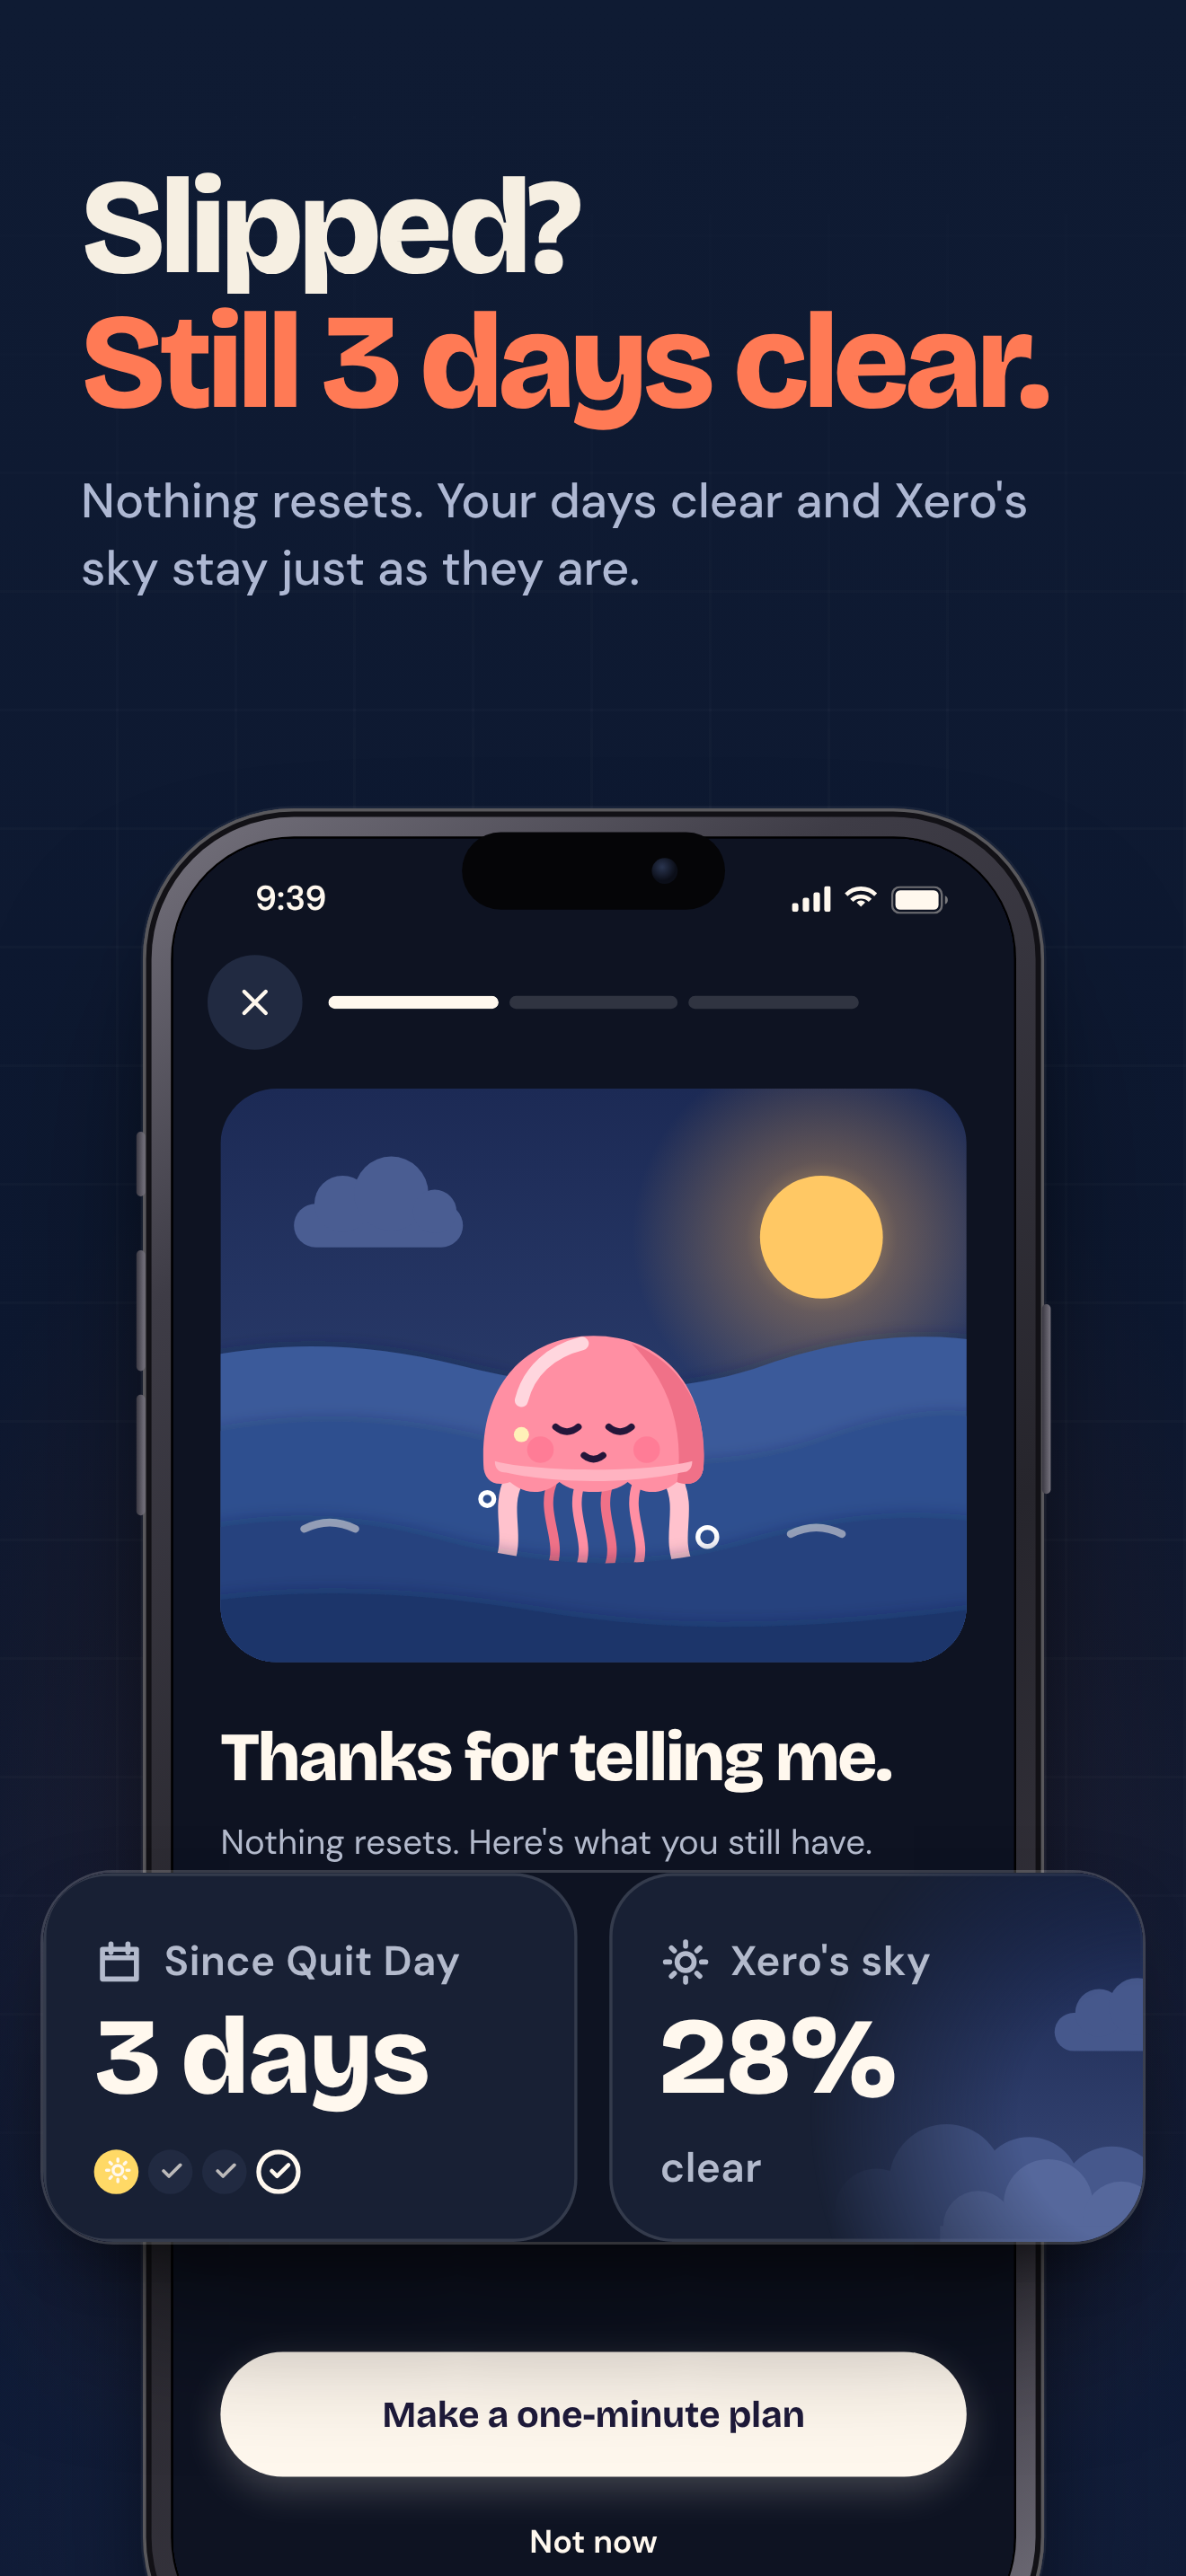 Slipped?
Still 3 days clear.
Nothing resets. Your days clear and Xero's
sky stay just as they are.
9:39
Thanks for telling me.
Nothing resets. Here's what you still have.
Since Quit Day
3 days
Xero's sky
28%
clear
Make a one-minute plan
Not now